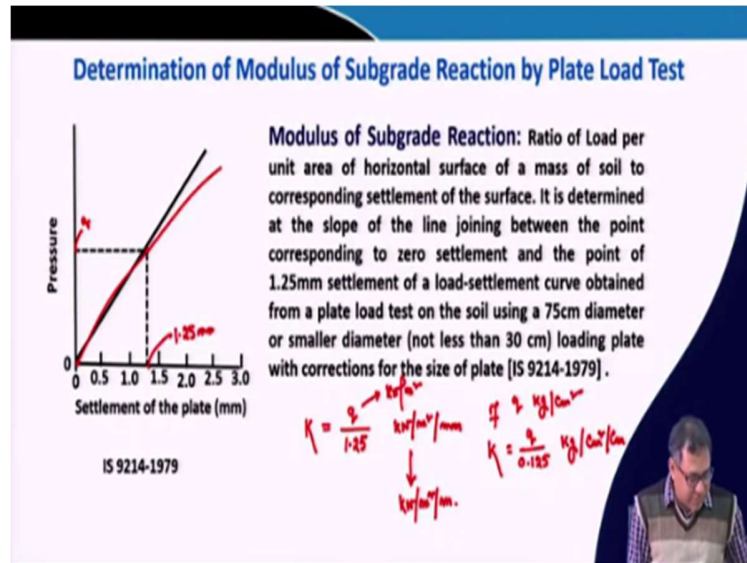 Determination of Modulus of Subgrade Reaction by Plate Load Test
Modulus of Subgrade Reaction: Ratio of Load per
unit area of horizontal surface of a mass of soil to
corresponding settlement of the surface. It is determined
at the slope of the line joining between the point
corresponding to zero settlement and the point of
1.25mm settlement of a load-settlement curve obtained
from a plate load test on the soil using a 75cm diameter
or smaller diameter (not less than 30 cm) loading plate
with corrections for the size of plate [IS 9214-1979] .
Pressure
q
1.25 mm
0
0 0.5 1.0 1.5 2.0 2.5 3.0
Settlement of the plate (mm)
IS 9214-1979
kN/m²
K = q/1.25 kN/m²/mm
kN/m²/m.
q kg/cm²
K = q/0.125 kg/cm²/cm